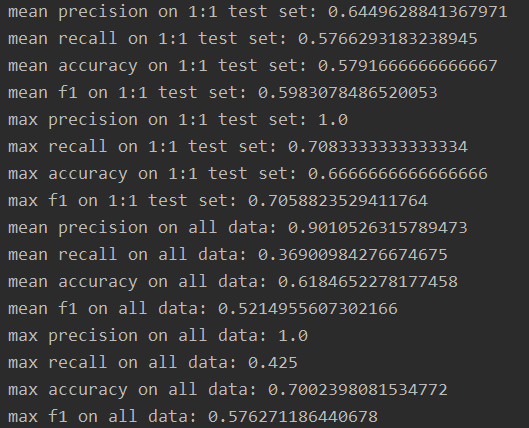 mean precision on 1:1 test set: 0.6449628841367971
mean recall on 1:1 test set: 0.5766293183238945
mean accuracy on 1:1 test set: 0.5791666666666667
mean f1 on 1:1 test set: 0.5983078486520053
max precision on 1:1 test set: 1.0
max recall on 1:1 test set: 0.7083333333333334
max accuracy on 1:1 test set: 0.6666666666666666
max f1 on 1:1 test set: 0.7058823529411764
mean precision on all data: 0.9010526315789473
mean recall on all data: 0.36900984276674675
mean accuracy on all data: 0.6184652278177458
mean f1 on all data: 0.5214955607302166
max precision on all data: 1.0
max recall on all data: 0.425
max accuracy on all data: 0.7002398081534772
max f1 on all data: 0.576271186440678